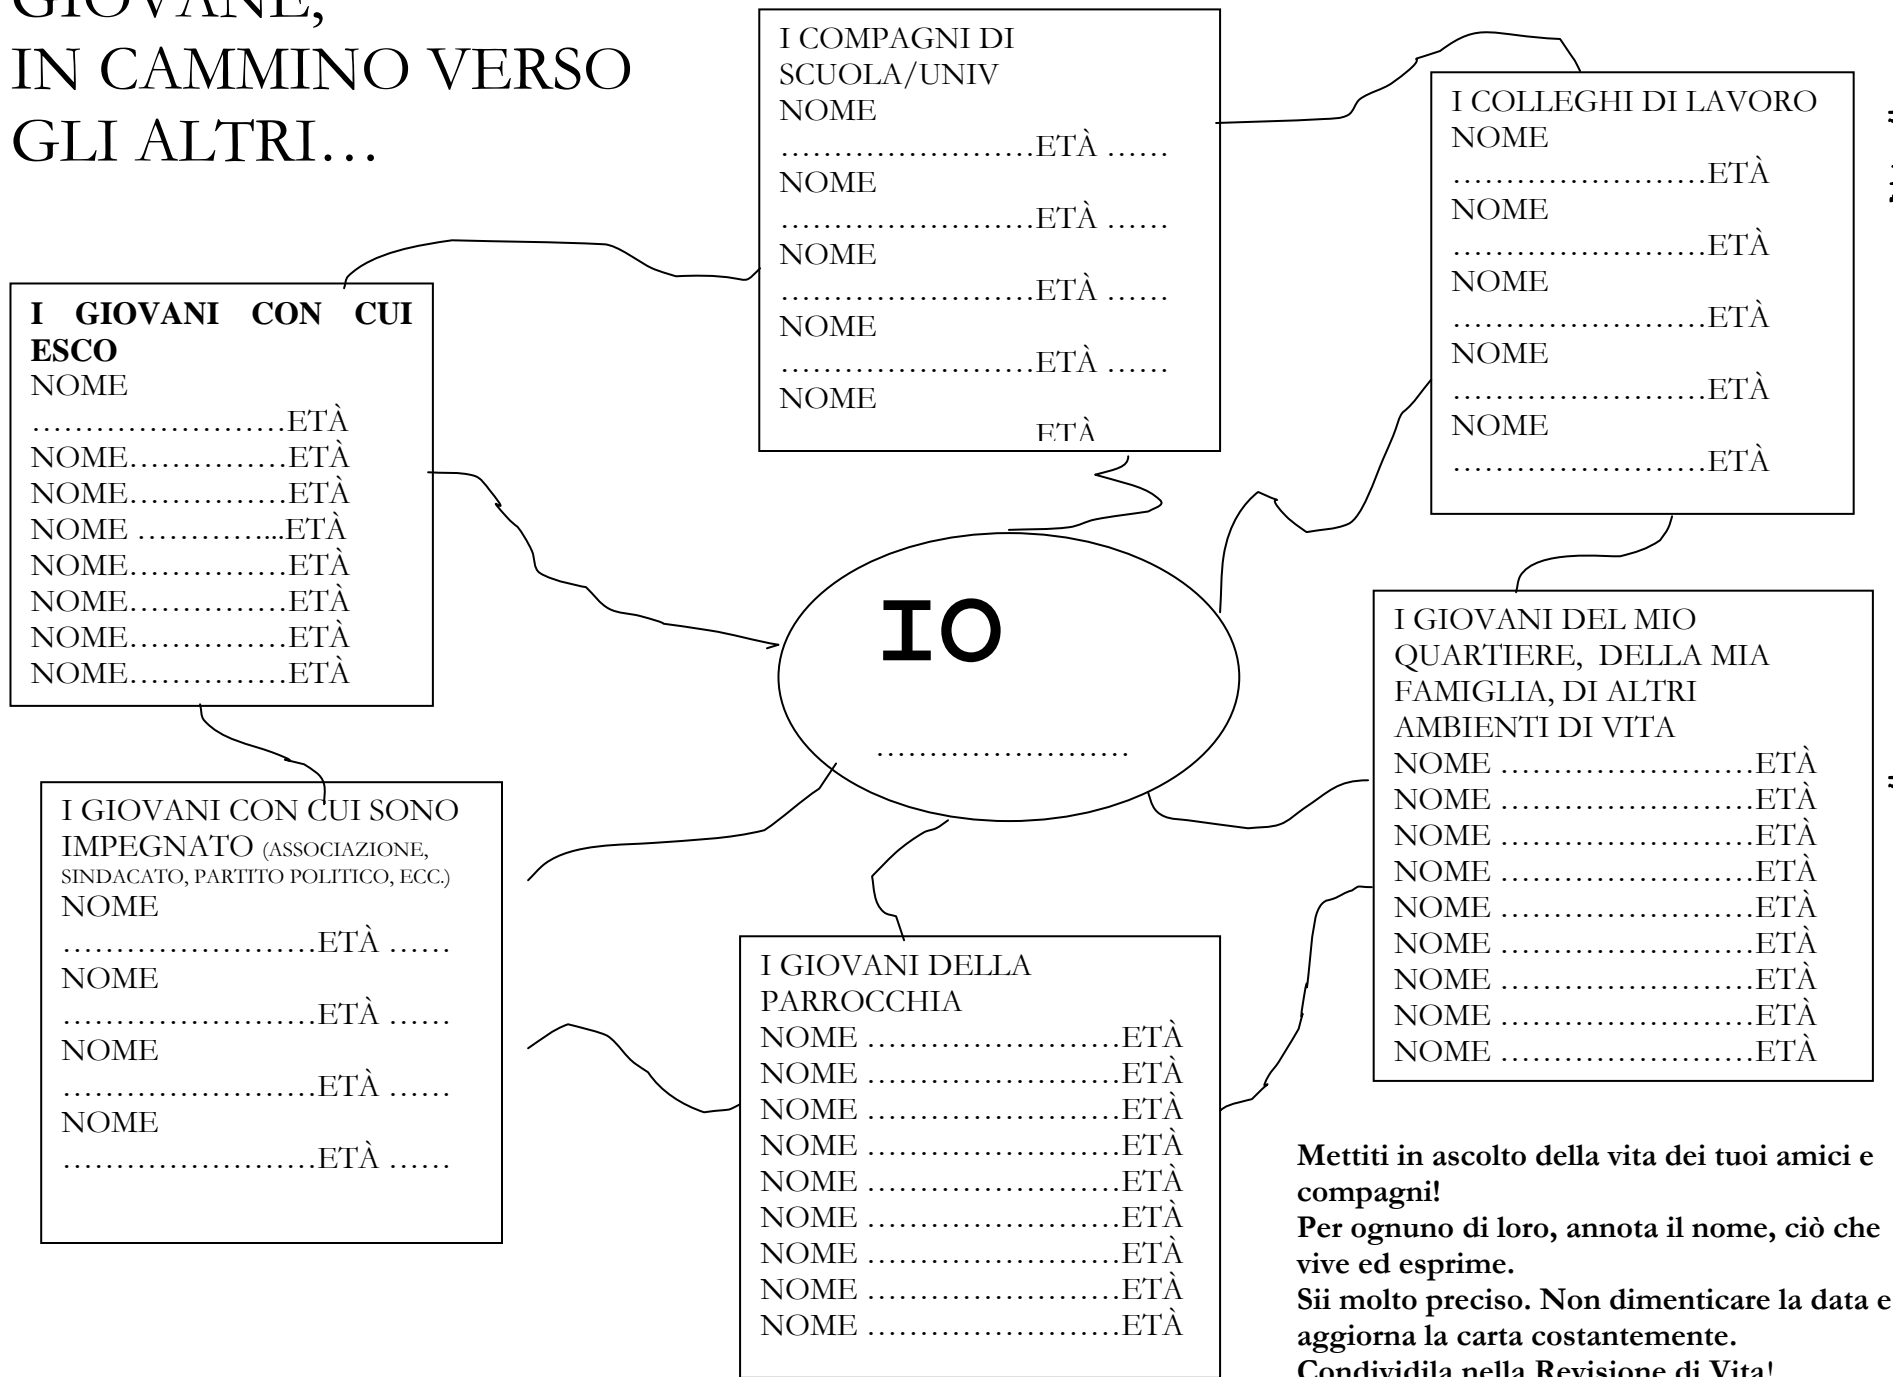 GIOVANE,
IN CAMMINO VERSO
GLI ALTRI…
I COMPAGNI DI
SCUOLA/UNIV
NOME
……………………ETÀ ……
NOME
……………………ETÀ ……
NOME
……………………ETÀ ……
NOME
……………………ETÀ ……
NOME
ETÀ
I COLLEGHI DI LAVORO
NOME
……………………ETÀ
NOME
……………………ETÀ
NOME
……………………ETÀ
NOME
……………………ETÀ
NOME
……………………ETÀ
I GIOVANI CON CUI
ESCO
NOME
……………………ETÀ
NOME……………ETÀ
NOME……………ETÀ
NOME …………...ETÀ
NOME……………ETÀ
NOME……………ETÀ
NOME……………ETÀ
NOME……………ETÀ
IO
……………………
I GIOVANI DEL MIO
QUARTIERE, DELLA MIA
FAMIGLIA, DI ALTRI
AMBIENTI DI VITA
NOME ……………………ETÀ
NOME ……………………ETÀ
NOME ……………………ETÀ
NOME ……………………ETÀ
NOME ……………………ETÀ
NOME ……………………ETÀ
NOME ……………………ETÀ
NOME ……………………ETÀ
NOME ……………………ETÀ
I GIOVANI CON CUI SONO
IMPEGNATO (ASSOCIAZIONE,
SINDACATO, PARTITO POLITICO, ECC.)
NOME
……………………ETÀ ……
NOME
……………………ETÀ ……
NOME
……………………ETÀ ……
NOME
……………………ETÀ ……
I GIOVANI DELLA
PARROCCHIA
NOME ……………………ETÀ
NOME ……………………ETÀ
NOME ……………………ETÀ
NOME ……………………ETÀ
NOME ……………………ETÀ
NOME ……………………ETÀ
NOME ……………………ETÀ
NOME ……………………ETÀ
NOME ……………………ETÀ
Mettiti in ascolto della vita dei tuoi amici e
compagni!
Per ognuno di loro, annota il nome, ciò che
vive ed esprime.
Sii molto preciso. Non dimenticare la data e
aggiorna la carta costantemente.
Condividila nella Revisione di Vita!